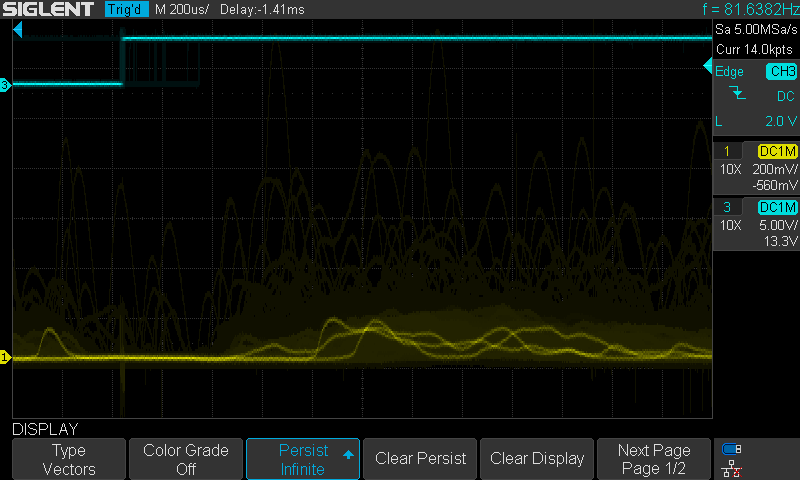 SIGLENT Trig'd M 200us/ Delay:-1.41ms f = 81.6382Hz
Sa 5.00MSa/s
Curr 14.0kpts
Edge CH3
DC
L 2.0 V
1 DC1M
10X 200mV/
-560mV
3 DC1M
10X 5.00V/
13.3V
3
1
DISPLAY
Type
Vectors
Color Grade
Off
Persist
Infinite
Clear Persist
Clear Display
Next Page
Page 1/2